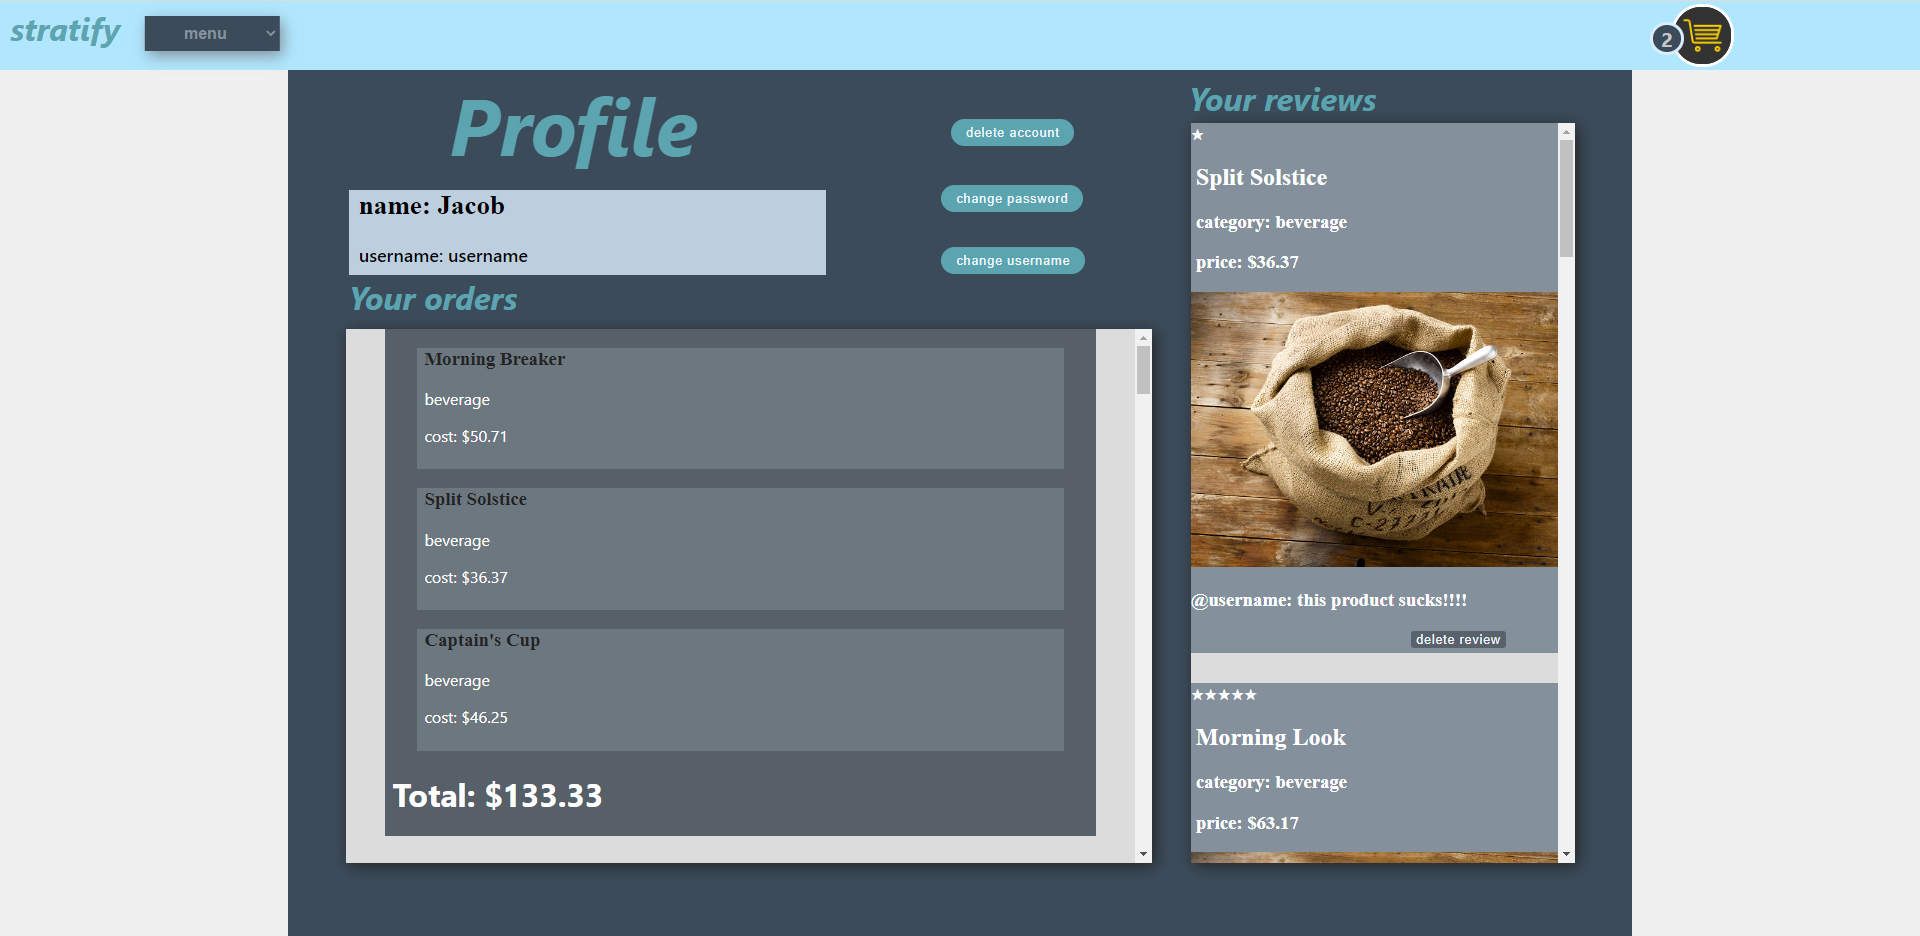 stratify
menu
2
Profile
delete account
change password
change username
name: Jacob
username: username
Your orders
Morning Breaker
beverage
cost: $50.71
Split Solstice
beverage
cost: $36.37
Captain's Cup
beverage
cost: $46.25
Total: $133.33
Your reviews
★
Split Solstice
category: beverage
price: $36.37
@username: this product sucks!!!!
delete review
★★★★★
Morning Look
category: beverage
price: $63.17